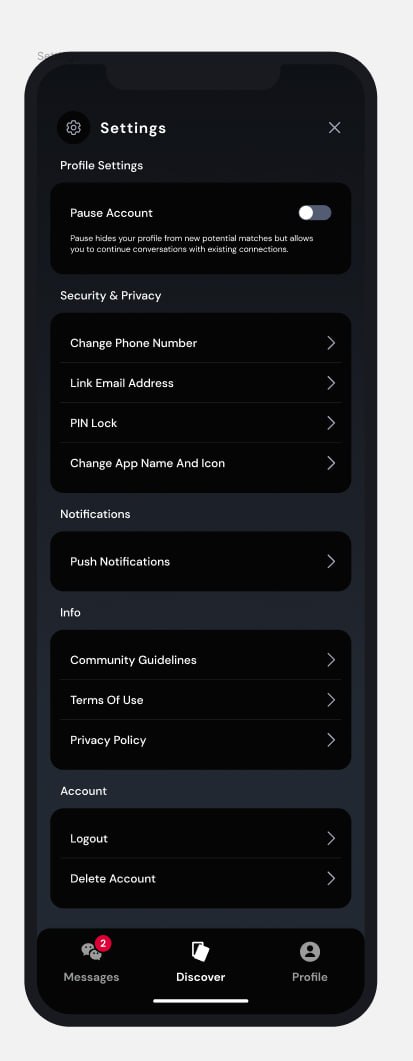 Settings
Profile Settings
Pause Account
Pause hides your profile from new potential matches but allows
you to continue conversations with existing connections.
Security & Privacy
Change Phone Number
Link Email Address
PIN Lock
Change App Name And Icon
Notifications
Push Notifications
Info
Community Guidelines
Terms Of Use
Privacy Policy
Account
Logout
Delete Account
2
Messages
Discover
Profile